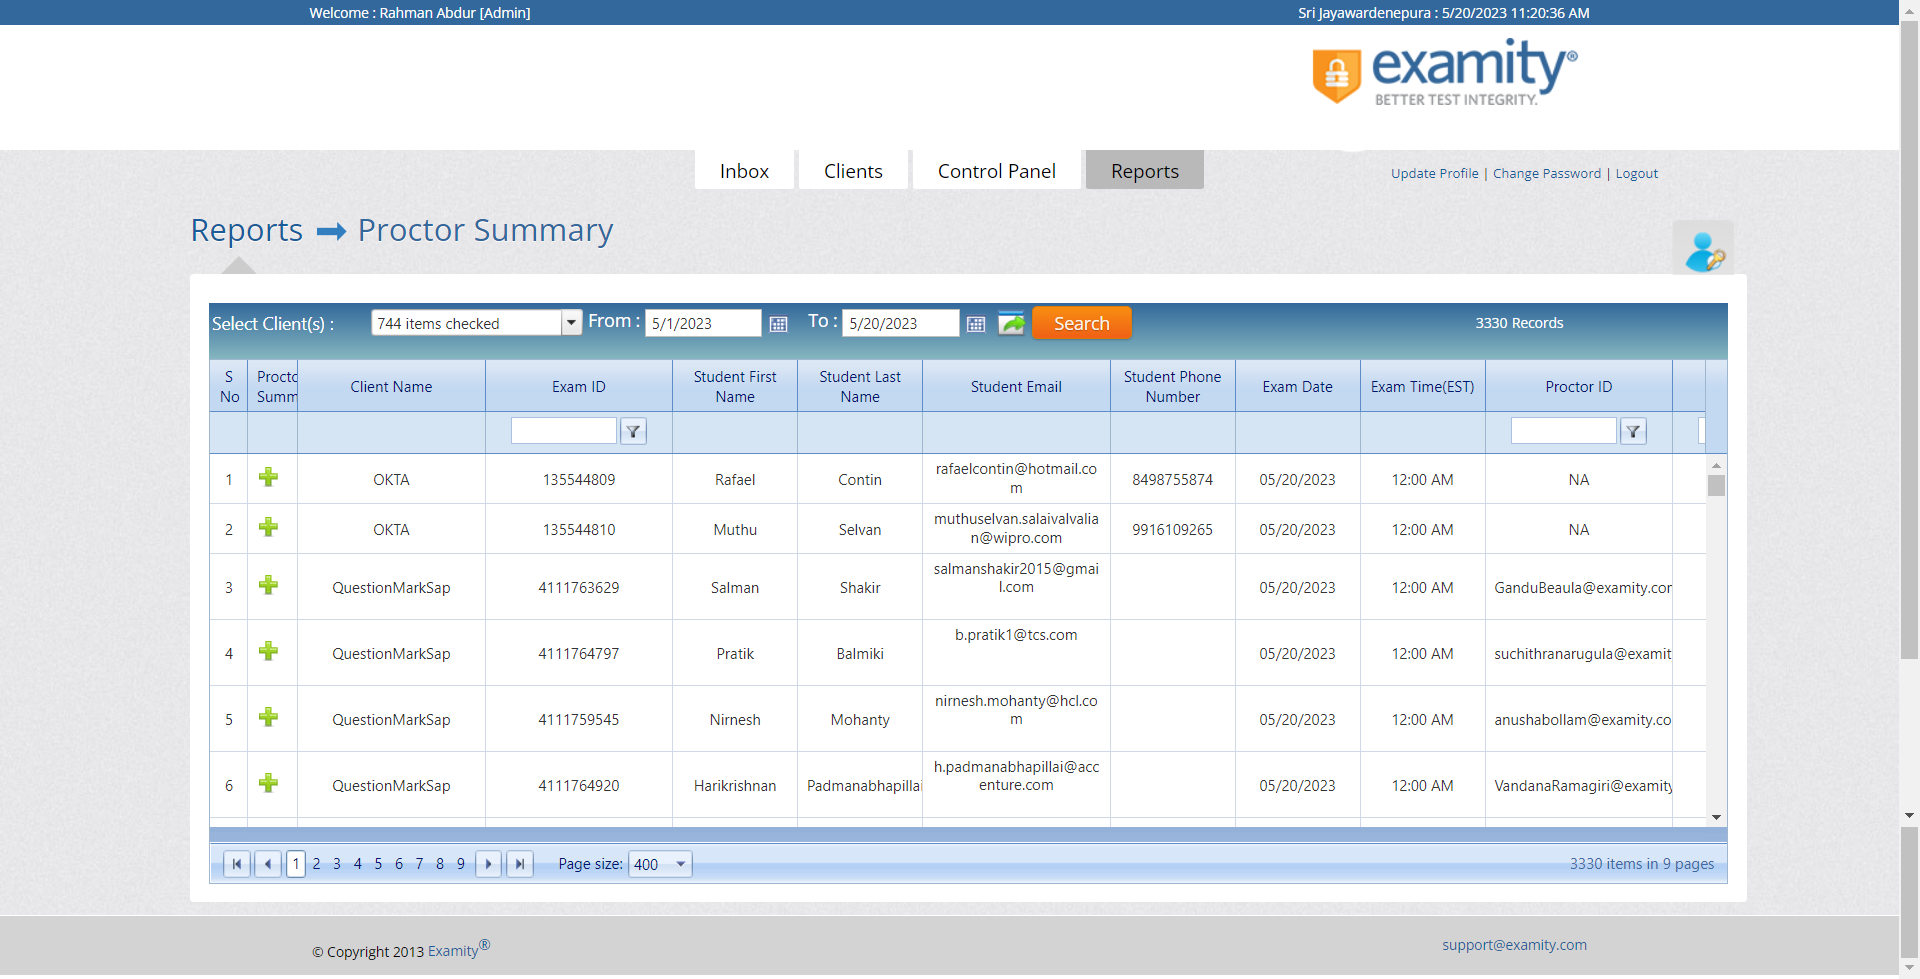 Welcome : Rahman Abdur [Admin]
Sri Jayawardenepura : 5/20/2023 11:20:36 AM
examity®
BETTER TEST INTEGRITY.
Inbox Clients Control Panel Reports
Update Profile | Change Password | Logout
Reports Proctor Summary
Select Client(s) : 744 items checked From : 5/1/2023 To : 5/20/2023 Search 3330 Records
S No
Procto Summ
Client Name
Exam ID
Student First Name
Student Last Name
Student Email
Student Phone Number
Exam Date
Exam Time(EST)
Proctor ID
1 OKTA 135544809 Rafael Contin rafaelcontin@hotmail.com 8498755874 05/20/2023 12:00 AM NA
2 OKTA 135544810 Muthu Selvan muthuselvan.salaivalvalian@wipro.com 9916109265 05/20/2023 12:00 AM NA
3 QuestionMarkSap 4111763629 Salman Shakir salmanshakir2015@gmail.com 05/20/2023 12:00 AM GanduBeaula@examity.com
4 QuestionMarkSap 4111764797 Pratik Balmiki b.pratik1@tcs.com 05/20/2023 12:00 AM suchithranarugula@examit
5 QuestionMarkSap 4111759545 Nirnesh Mohanty nirnesh.mohanty@hcl.com 05/20/2023 12:00 AM anushabollam@examity.co
6 QuestionMarkSap 4111764920 Harikrishnan Padmanabhapillai h.padmanabhapillai@accenture.com 05/20/2023 12:00 AM VandanaRamagiri@examity
1 2 3 4 5 6 7 8 9 Page size: 400 3330 items in 9 pages
© Copyright 2013 Examity®
support@examity.com